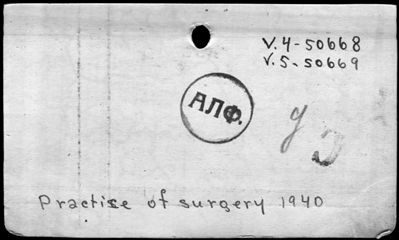 V.4-50668
V.5-50669
АЛФ.
Practise of surgery 1940